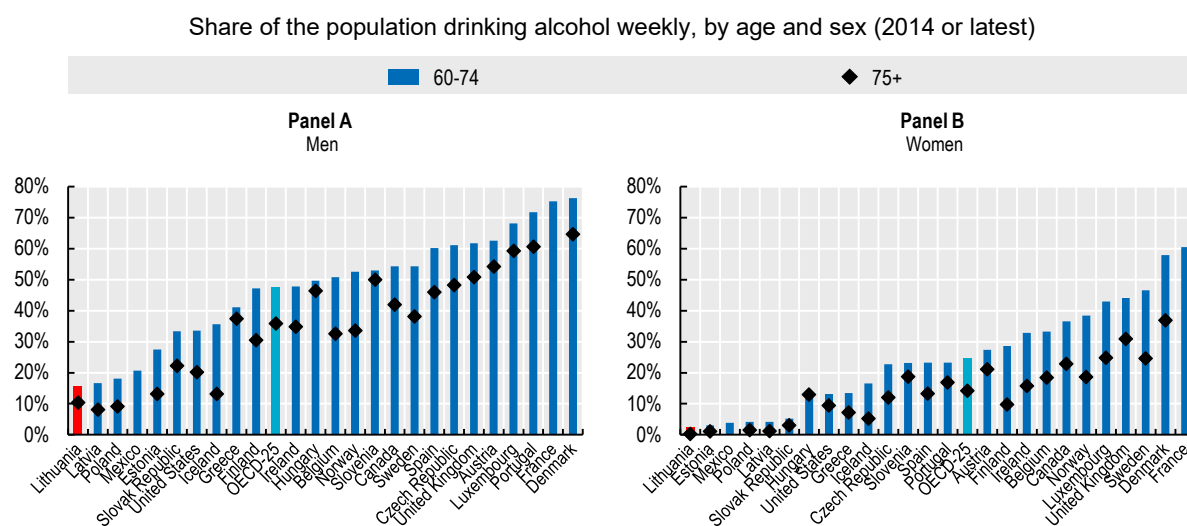 Share of the population drinking alcohol weekly, by age and sex (2014 or latest)
60-74
75+
Panel A
Men
80%
70%
60%
50%
40%
30%
20%
10%
0%
Lithuania
Latvia
Poland
Mexico
Estonia
Slovak Republic
United States
Iceland
Greece
Finland
OECD-25
Ireland
Hungary
Belgium
Norway
Slovenia
Canada
Sweden
Spain
Czech Republic
United Kingdom
Austria
Luxembourg
Portugal
France
Denmark
Panel B
Women
80%
70%
60%
50%
40%
30%
20%
10%
0%
Lithuania
Estonia
Mexico
Poland
Latvia
Slovak Republic
Hungary
United States
Greece
Iceland
Czech Republic
Slovenia
Spain
Portugal
OECD-25
Austria
Finland
Ireland
Belgium
Canada
Norway
Luxembourg
United Kingdom
Sweden
Denmark
France